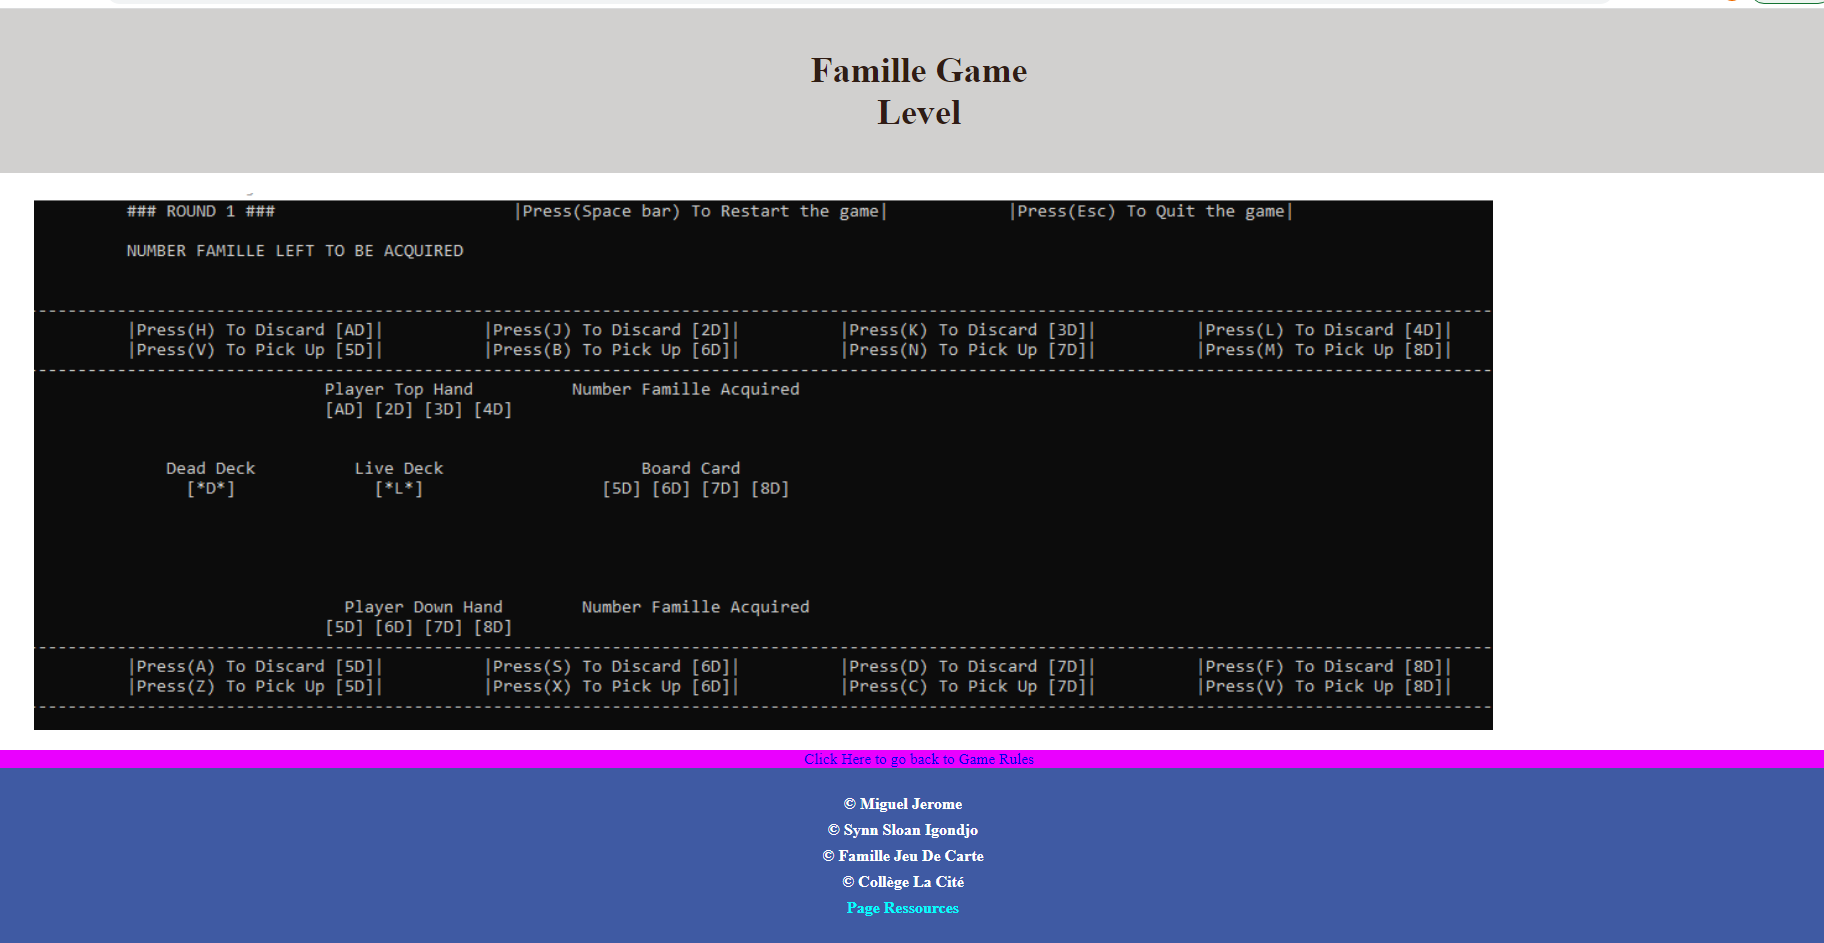 Famille Game
Level
### ROUND 1 ### |Press(Space bar) To Restart the game| |Press(Esc) To Quit the game|
NUMBER FAMILLE LEFT TO BE ACQUIRED
|Press(H) To Discard [AD]| |Press(J) To Discard [2D]| |Press(K) To Discard [3D]| |Press(L) To Discard [4D]|
|Press(V) To Pick Up [5D]| |Press(B) To Pick Up [6D]| |Press(N) To Pick Up [7D]| |Press(M) To Pick Up [8D]|
Player Top Hand Number Famille Acquired
[AD] [2D] [3D] [4D]
Dead Deck Live Deck Board Card
[*D*] [*L*] [5D] [6D] [7D] [8D]
Player Down Hand Number Famille Acquired
[5D] [6D] [7D] [8D]
|Press(A) To Discard [5D]| |Press(S) To Discard [6D]| |Press(D) To Discard [7D]| |Press(F) To Discard [8D]|
|Press(Z) To Pick Up [5D]| |Press(X) To Pick Up [6D]| |Press(C) To Pick Up [7D]| |Press(V) To Pick Up [8D]|
Click Here to go back to Game Rules
© Miguel Jerome
© Synn Sloan Igondjo
© Famille Jeu De Carte
© Collège La Cité
Page Ressources